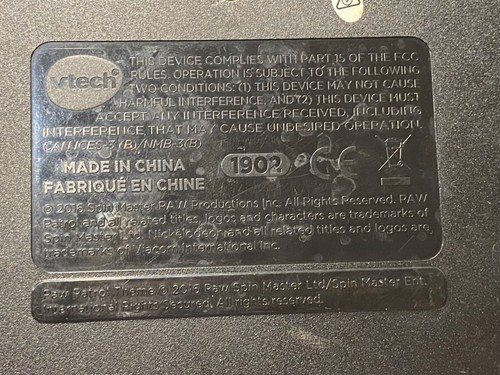 vtech
THIS DEVICE COMPLIES WITH PART 15 OF THE FCC
RULES. OPERATION IS SUBJECT TO THE FOLLOWING
TWO CONDITIONS: (1) THIS DEVICE MAY NOT CAUSE
HARMFUL INTERFERENCE, AND (2) THIS DEVICE MUST
ACCEPT ANY INTERFERENCE RECEIVED, INCLUDING
INTERFERENCE THAT MAY CAUSE UNDESIRED OPERATION.
CAN ICES-3 (B)/NMB-3(B)
MADE IN CHINA
FABRIQUÉ EN CHINE
1902
CE
© 2016 Spin Master PAW Productions Inc. All Rights Reserved. PAW
Patrol and all related titles, logos and characters are trademarks of
Spin Master Ltd. Nickelodeon and all related titles and logos are
trademarks of Viacom International Inc.
Paw Patrol Theme © 2016 Paw Spin Master Ltd/Spin Master Ent.
International Rights Secured. All rights reserved.